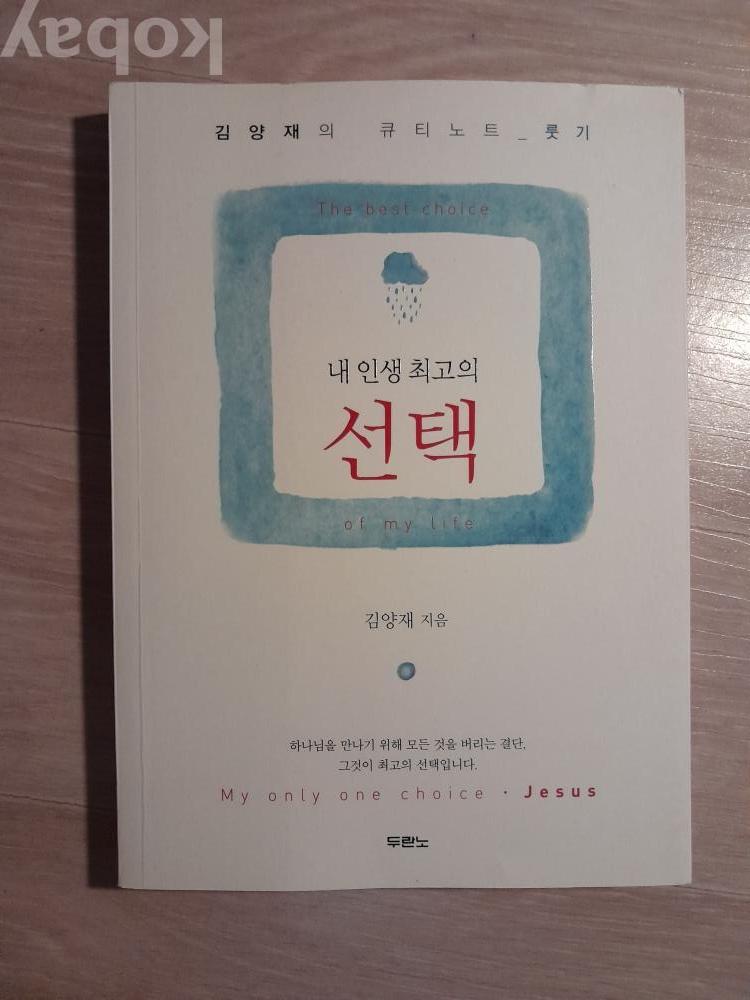 kobay
김양재의 큐티노트_룻기
The best choice
내 인생 최고의
선택
of my life
김양재 지음
하나님을 만나기 위해 모든 것을 버리는 결단,
그것이 최고의 선택입니다.
My only one choice · Jesus
두란노